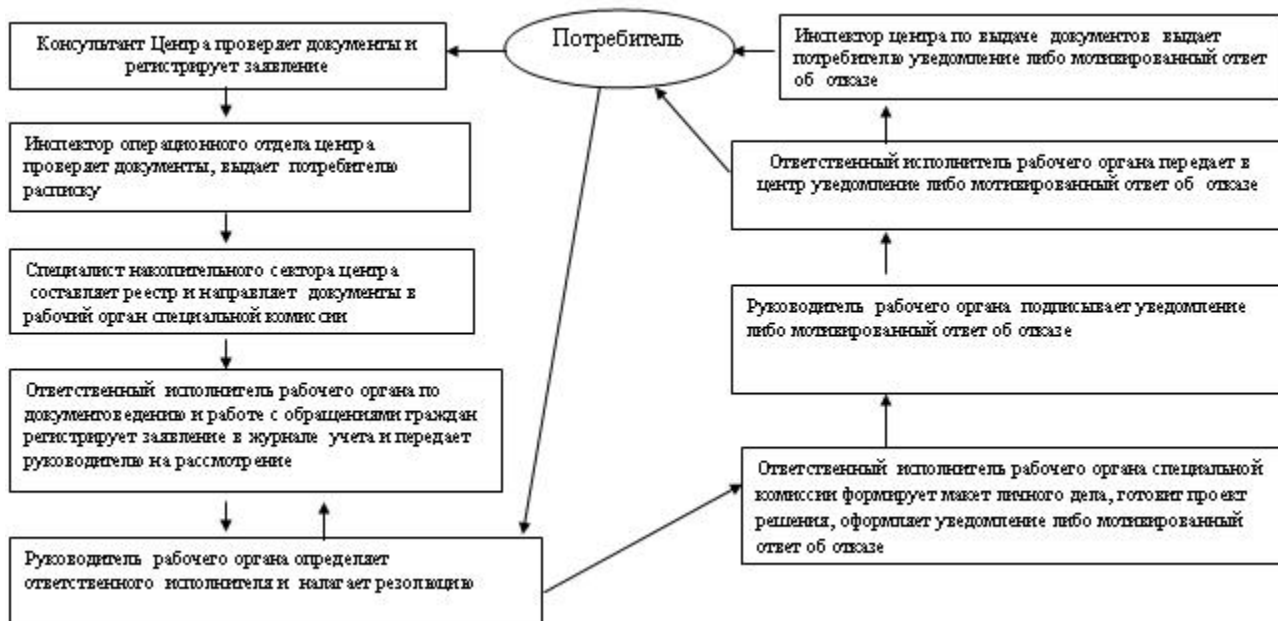 Потребитель
Консультант Центра проверяет документы и
регистрирует заявление
Инспектор операционного отдела центра
проверяет документы, выдает потребителю
расписку
Специалист накопительного сектора центра
составляет реестр и направляет документы в
рабочий орган специальной комиссии
Ответственный исполнитель рабочего органа по
документоведению и работе с обращениями граждан
регистрирует заявление в журнале учета и передает
руководителю на рассмотрение
Руководитель рабочего органа определяет
ответственного исполнителя и налагает резолюцию
Ответственный исполнитель рабочего органа специальной
комиссии формирует макет личного дела, готовит проект
решения, оформляет уведомление либо мотивированный
ответ об отказе
Руководитель рабочего органа подписывает уведомление
либо мотивированный ответ об отказе
Ответственный исполнитель рабочего органа передает в
центр уведомление либо мотивированный ответ об отказе
Инспектор центра по выдаче документов выдает
потребителю уведомление либо мотивированный ответ
об отказе